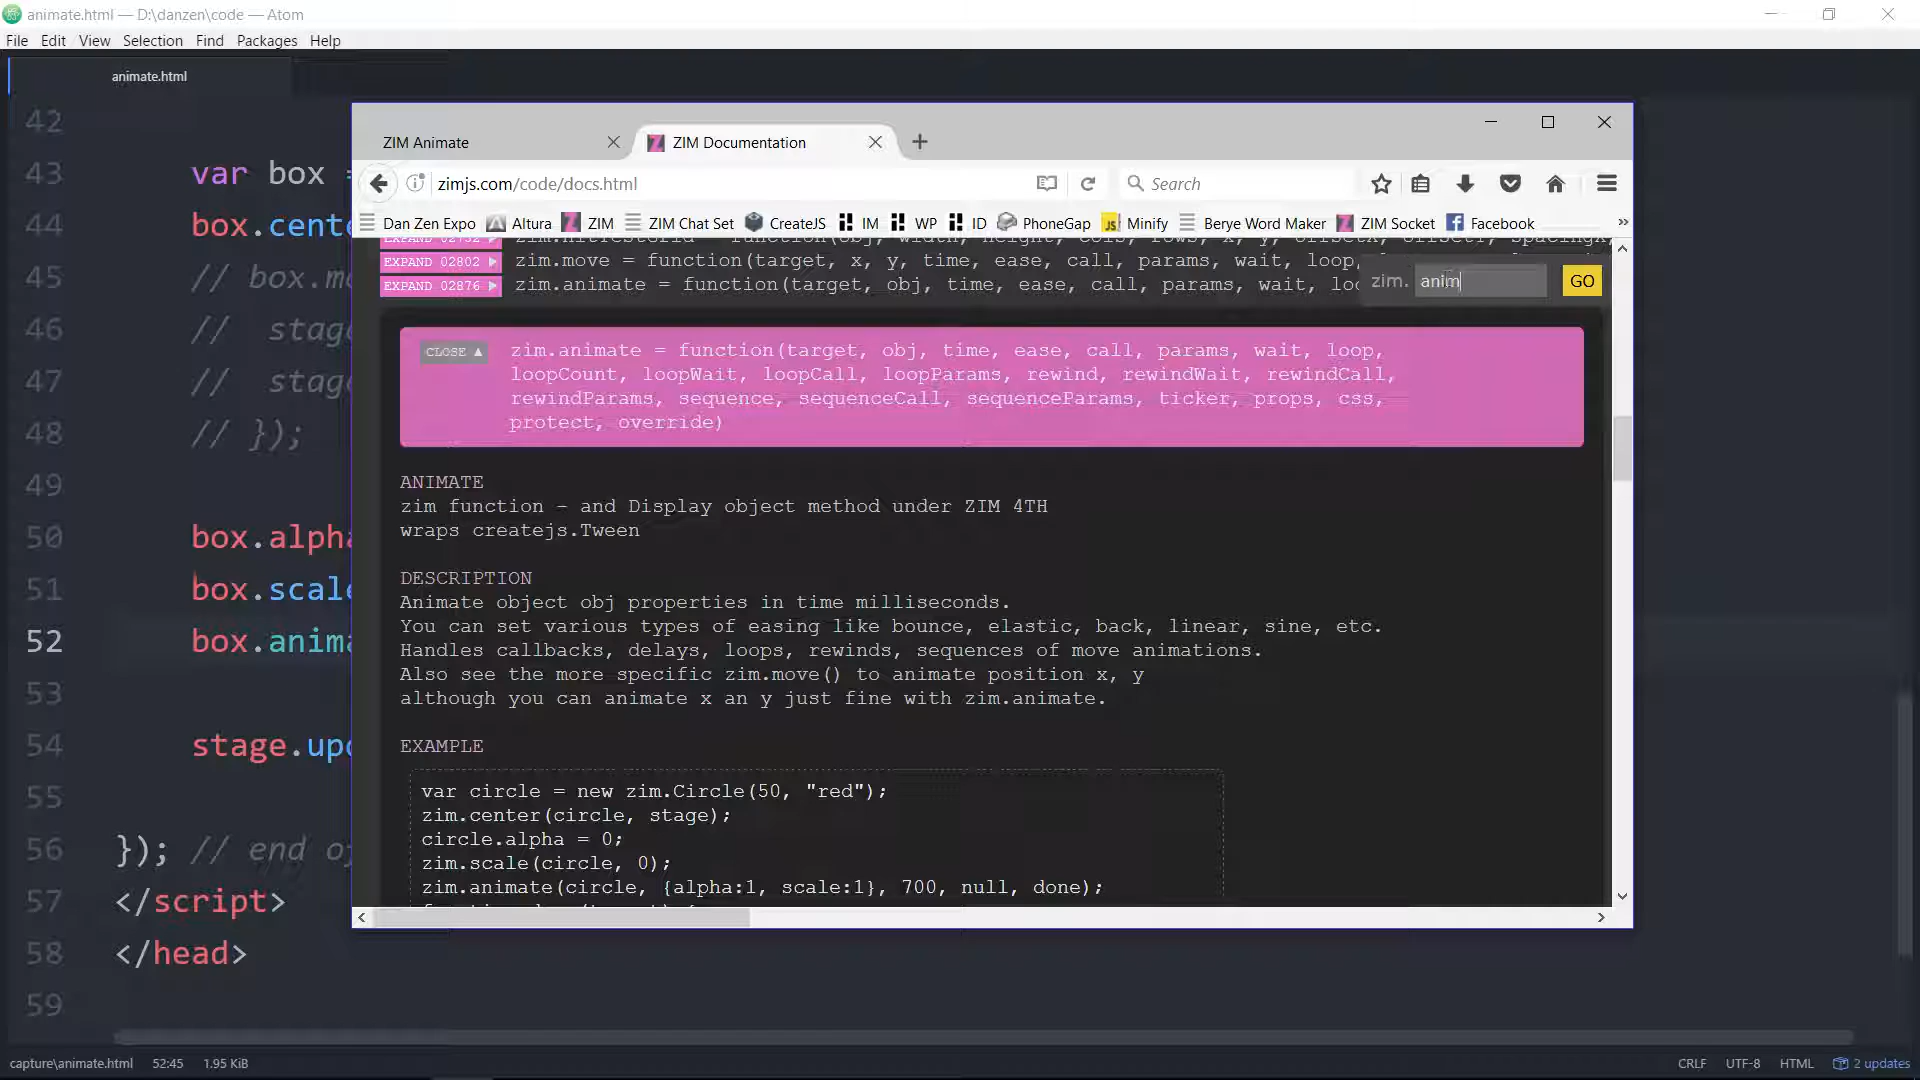 animate.html — D:\danzen\code — Atom
File Edit View Selection Find Packages Help
animate.html
ZIM Animate
ZIM Documentation
zimjs.com/code/docs.html
Search
Dan Zen Expo Altura ZIM ZIM Chat Set CreateJS IM WP ID PhoneGap Minify Berye Word Maker ZIM Socket Facebook »
EXPAND 02802 zim.move = function(target, x, y, time, ease, call, params, wait, loop,
EXPAND 02876 zim.animate = function(target, obj, time, ease, call, params, wait,
zim. anim GO
CLOSE ▲ zim.animate = function(target, obj, time, ease, call, params, wait, loop,
loopCount, loopWait, loopCall, loopParams, rewind, rewindWait, rewindCall,
rewindParams, sequence, sequenceCall, sequenceParams, ticker, props, css,
protect, override)
ANIMATE
zim function - and Display object method under ZIM 4TH
wraps createjs.Tween
DESCRIPTION
Animate object obj properties in time milliseconds.
You can set various types of easing like bounce, elastic, back, linear, sine, etc.
Handles callbacks, delays, loops, rewinds, sequences of move animations.
Also see the more specific zim.move() to animate position x, y
although you can animate x an y just fine with zim.animate.
EXAMPLE
var circle = new zim.Circle(50, "red");
zim.center(circle, stage);
circle.alpha = 0;
zim.scale(circle, 0);
zim.animate(circle, {alpha:1, scale:1}, 700, null, done);
42
43 var box =
44 box.cente
45 // box.mo
46 // stage
47 // stage
48 // });
49
50 box.alpha
51 box.scale
52 box.anima
53
54 stage.upd
55
56 }); // end of
57 </script>
58 </head>
59
capture\animate.html 52:45 1.95 KiB
CRLF UTF-8 HTML 2 updates